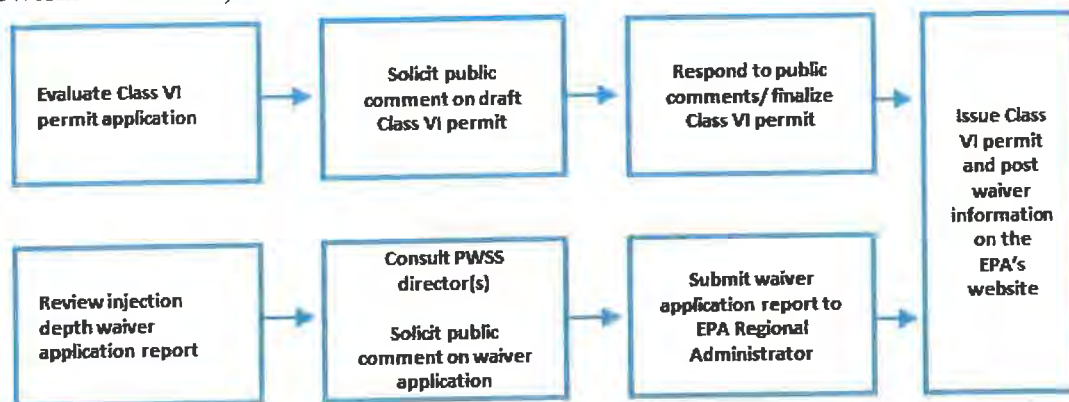 Evaluate Class VI
permit application
Solicit public
comment on draft
Class VI permit
Respond to public
comments/ finalize
Class VI permit
Issue Class
VI permit
and post
waiver
information
on the
EPA's
website
Review injection
depth waiver
application report
Consult PWSS
director(s)
Solicit public
comment on waiver
application
Submit waiver
application report to
EPA Regional
Administrator